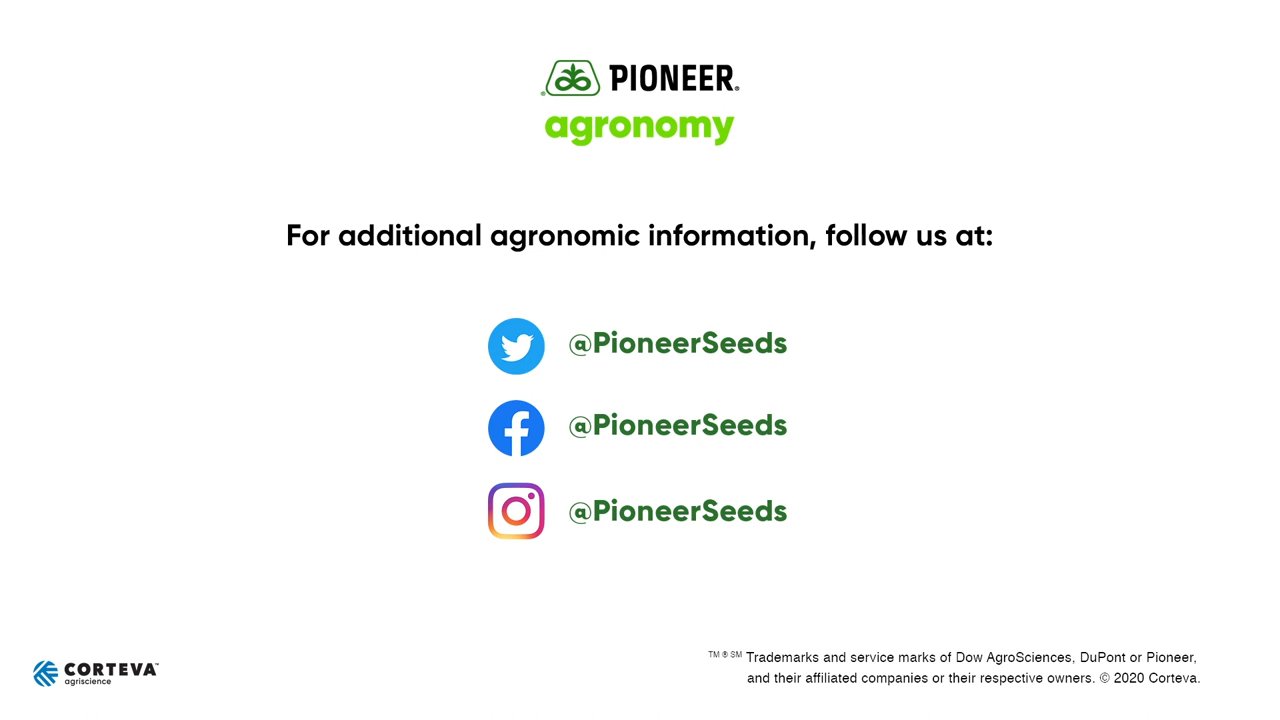 PIONEER®
agronomy
For additional agronomic information, follow us at:
@PioneerSeeds
@PioneerSeeds
@PioneerSeeds
CORTEVA™
agriscience
TM ® SM Trademarks and service marks of Dow AgroSciences, DuPont or Pioneer,
and their affiliated companies or their respective owners. © 2020 Corteva.